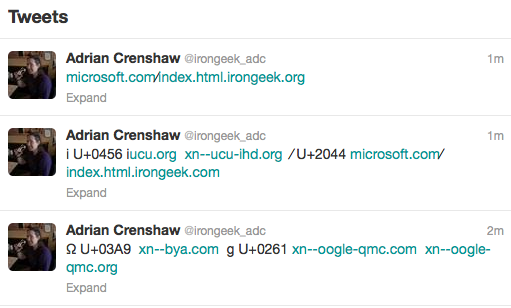 Tweets
Adrian Crenshaw @irongeek_adc 1m
microsoft.com⁄index.html.irongeek.org
Expand
Adrian Crenshaw @irongeek_adc 1m
і U+0456 іucu.org xn--ucu-ihd.org ⁄ U+2044 microsoft.com⁄
index.html.irongeek.com
Expand
Adrian Crenshaw @irongeek_adc 2m
Ω U+03A9 xn--bya.com g U+0261 xn--oogle-qmc.com xn--oogle-
qmc.org
Expand